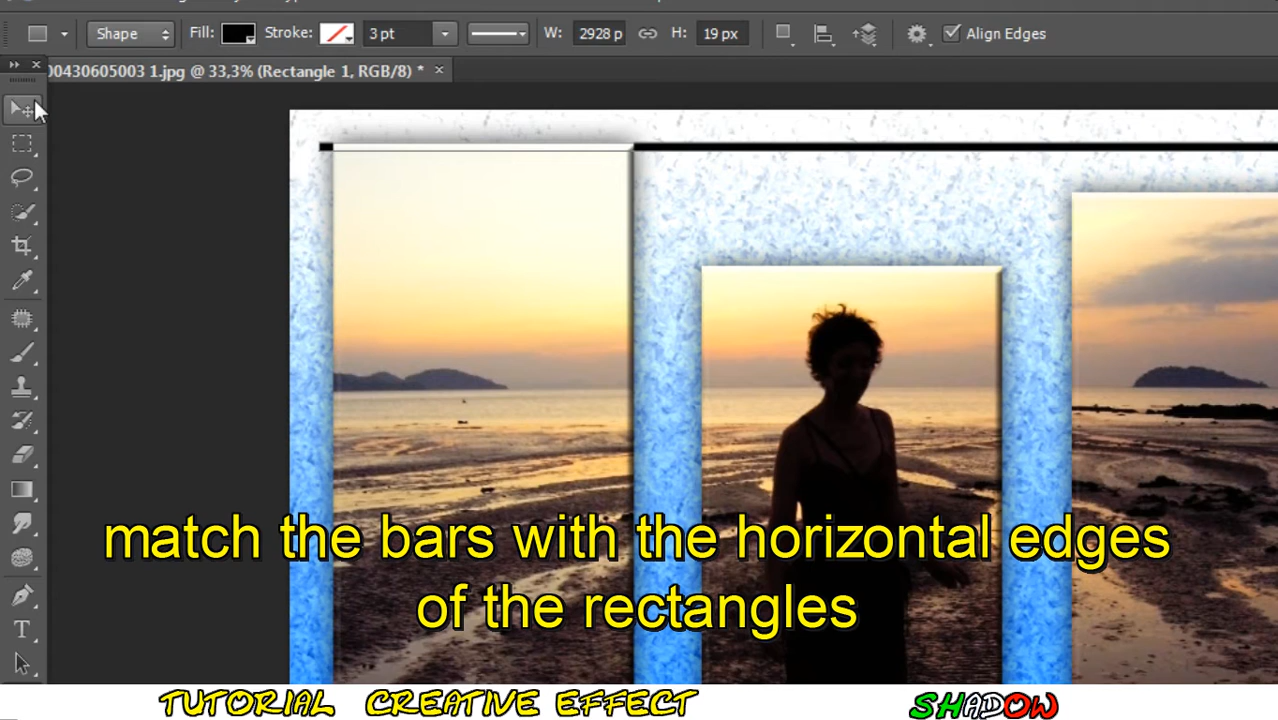 Shape Fill: Stroke: 3 pt W: 2928 p H: 19 px Align Edges
00430605003 1.jpg @ 33,3% (Rectangle 1, RGB/8) *
T
match the bars with the horizontal edges
of the rectangles
TUTORIAL CREATIVE EFFECT SHADOW